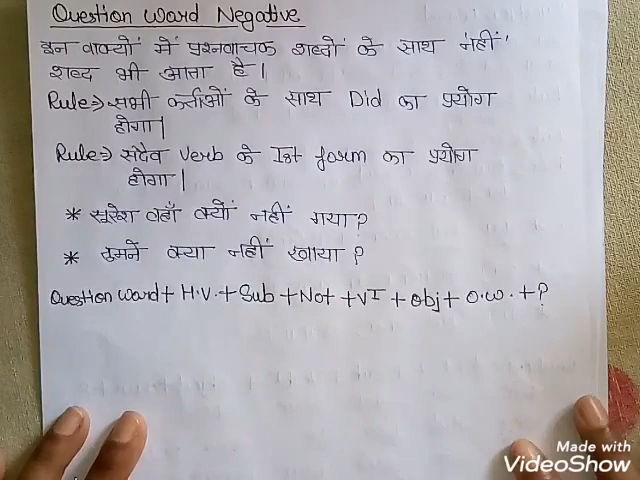 Question Word Negative
इन वाक्यों में प्रश्नवाचक शब्दों के साथ 'नहीं'
शब्द भी आता है।
Rule⇒ सभी कर्त्ताओं के साथ Did का प्रयोग
होगा।
Rule⇒ सदैव Verb के Ist form का प्रयोग
होगा।
* सुरेश वहाँ क्यों नहीं गया?
* तुमने क्या नहीं खाया?
Question Word + H.V. + Sub + Not + V I + Obj + O.W. + ?
Made with
VideoShow